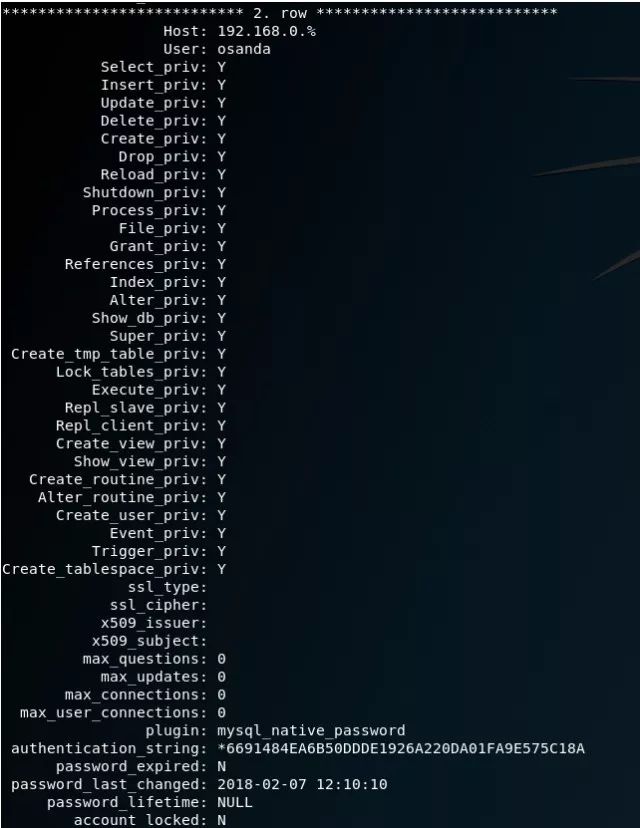 *************************** 2. row ***************************
Host: 192.168.0.%
User: osanda
Select_priv: Y
Insert_priv: Y
Update_priv: Y
Delete_priv: Y
Create_priv: Y
Drop_priv: Y
Reload_priv: Y
Shutdown_priv: Y
Process_priv: Y
File_priv: Y
Grant_priv: Y
References_priv: Y
Index_priv: Y
Alter_priv: Y
Show_db_priv: Y
Super_priv: Y
Create_tmp_table_priv: Y
Lock_tables_priv: Y
Execute_priv: Y
Repl_slave_priv: Y
Repl_client_priv: Y
Create_view_priv: Y
Show_view_priv: Y
Create_routine_priv: Y
Alter_routine_priv: Y
Create_user_priv: Y
Event_priv: Y
Trigger_priv: Y
Create_tablespace_priv: Y
ssl_type:
ssl_cipher:
x509_issuer:
x509_subject:
max_questions: 0
max_updates: 0
max_connections: 0
max_user_connections: 0
plugin: mysql_native_password
authentication_string: *6691484EA6B50DDDE1926A220DA01FA9E575C18A
password_expired: N
password_last_changed: 2018-02-07 12:10:10
password_lifetime: NULL
account_locked: N